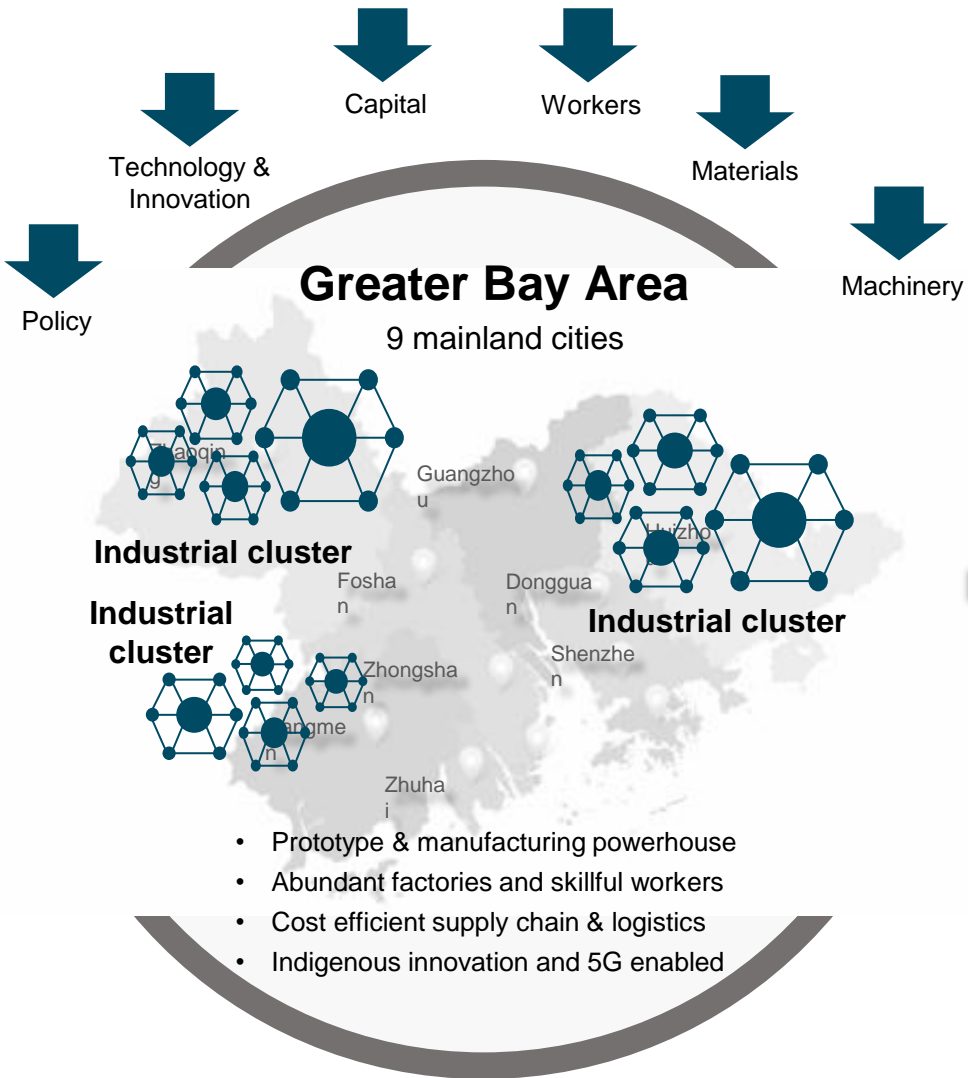 Capital
Workers
Technology &
Innovation
Materials
Policy
Machinery
Greater Bay Area
9 mainland cities
Guangzho
u
Industrial cluster
Fosha
n
Donggua
n
Industrial
cluster
Industrial cluster
Zhongsha
n
Shenzhe
n
Zhuha
i
• Prototype & manufacturing powerhouse
• Abundant factories and skillful workers
• Cost efficient supply chain & logistics
• Indigenous innovation and 5G enabled